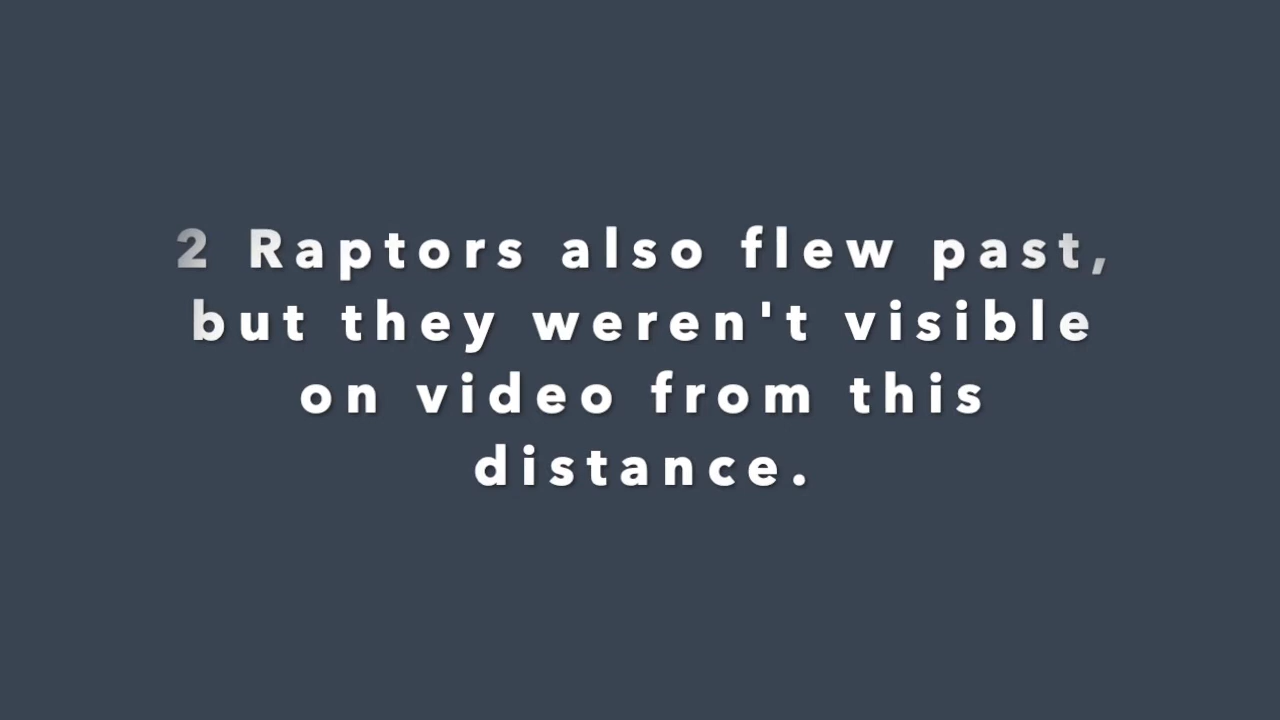 2 Raptors also flew past,
but they weren't visible
on video from this
distance.